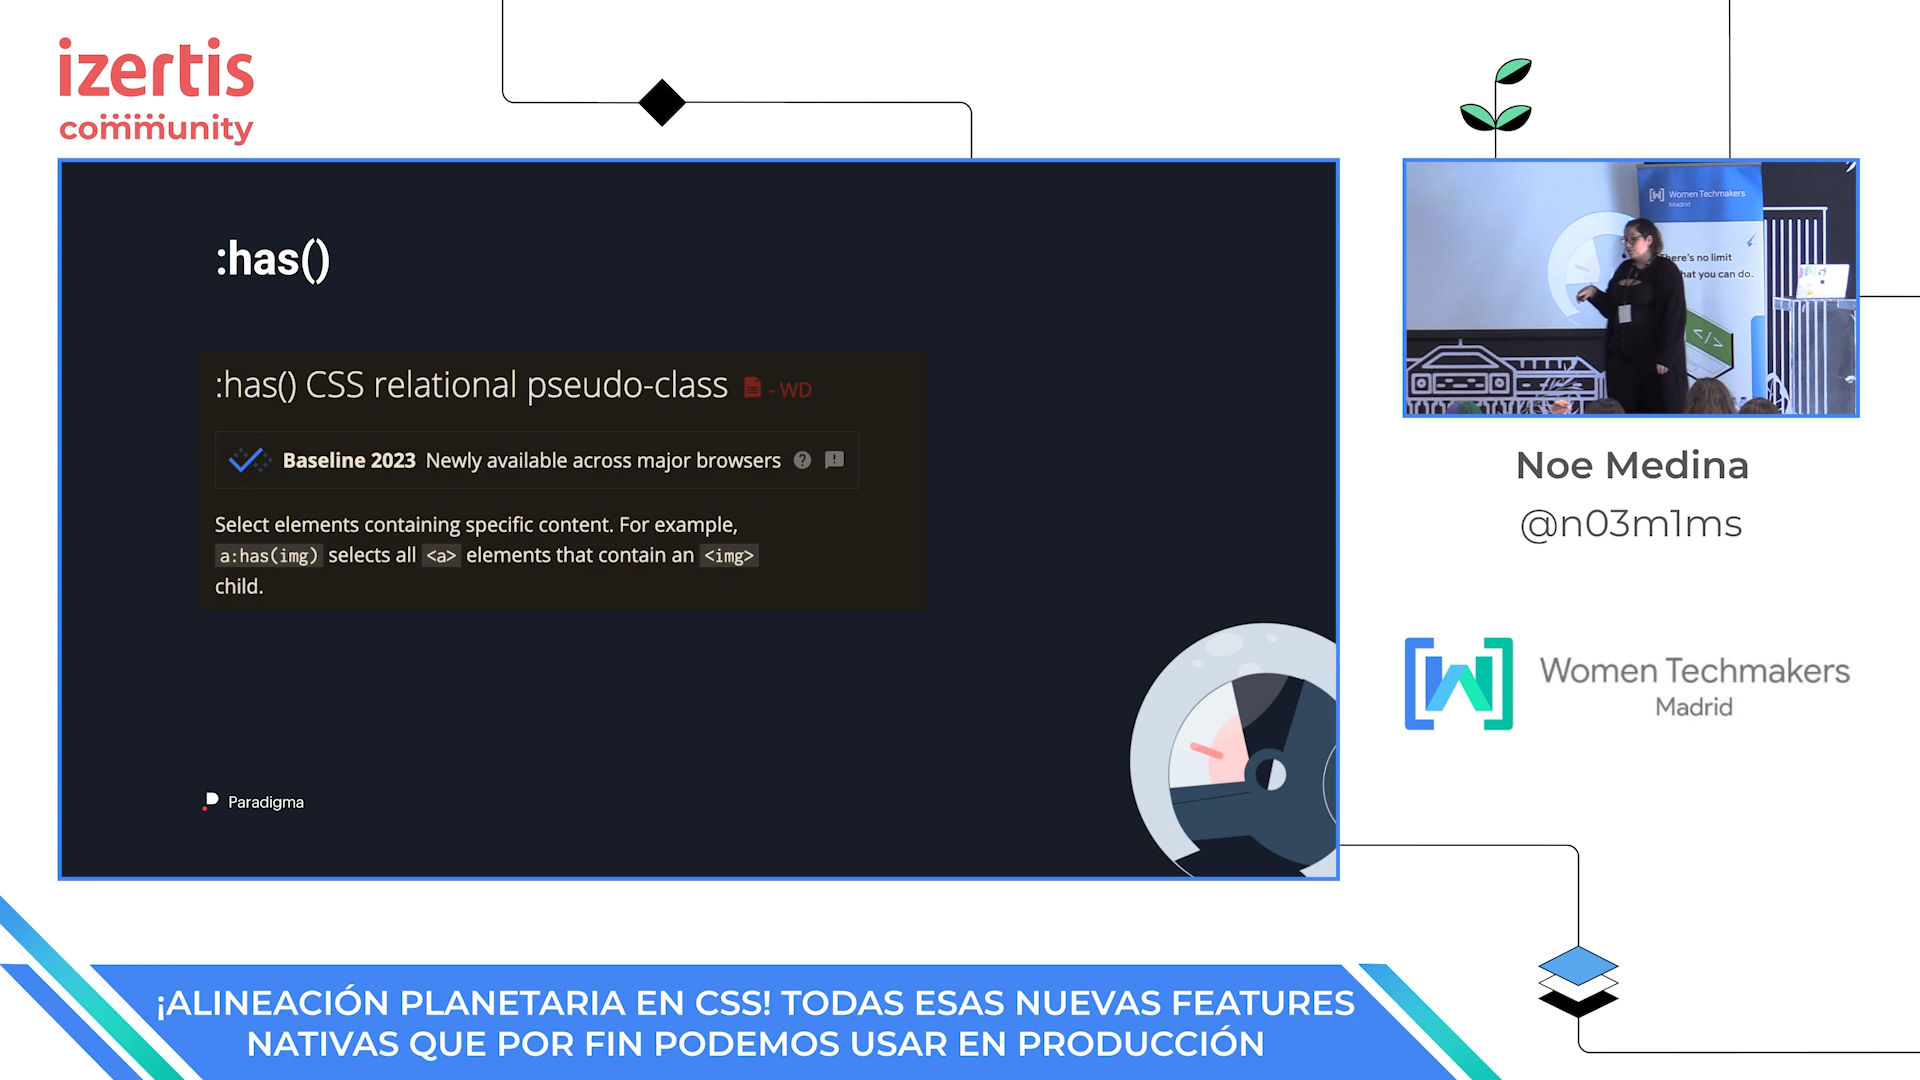 izertis
community
:has()
:has() CSS relational pseudo-class - WD
Baseline 2023 Newly available across major browsers
Select elements containing specific content. For example,
a:has(img) selects all <a> elements that contain an <img>
child.
Paradigma
Women Techmakers
Madrid
here's no limit
hat you can do.
</>
Noe Medina
@n03m1ms
Women Techmakers
Madrid
¡ALINEACIÓN PLANETARIA EN CSS! TODAS ESAS NUEVAS FEATURES
NATIVAS QUE POR FIN PODEMOS USAR EN PRODUCCIÓN